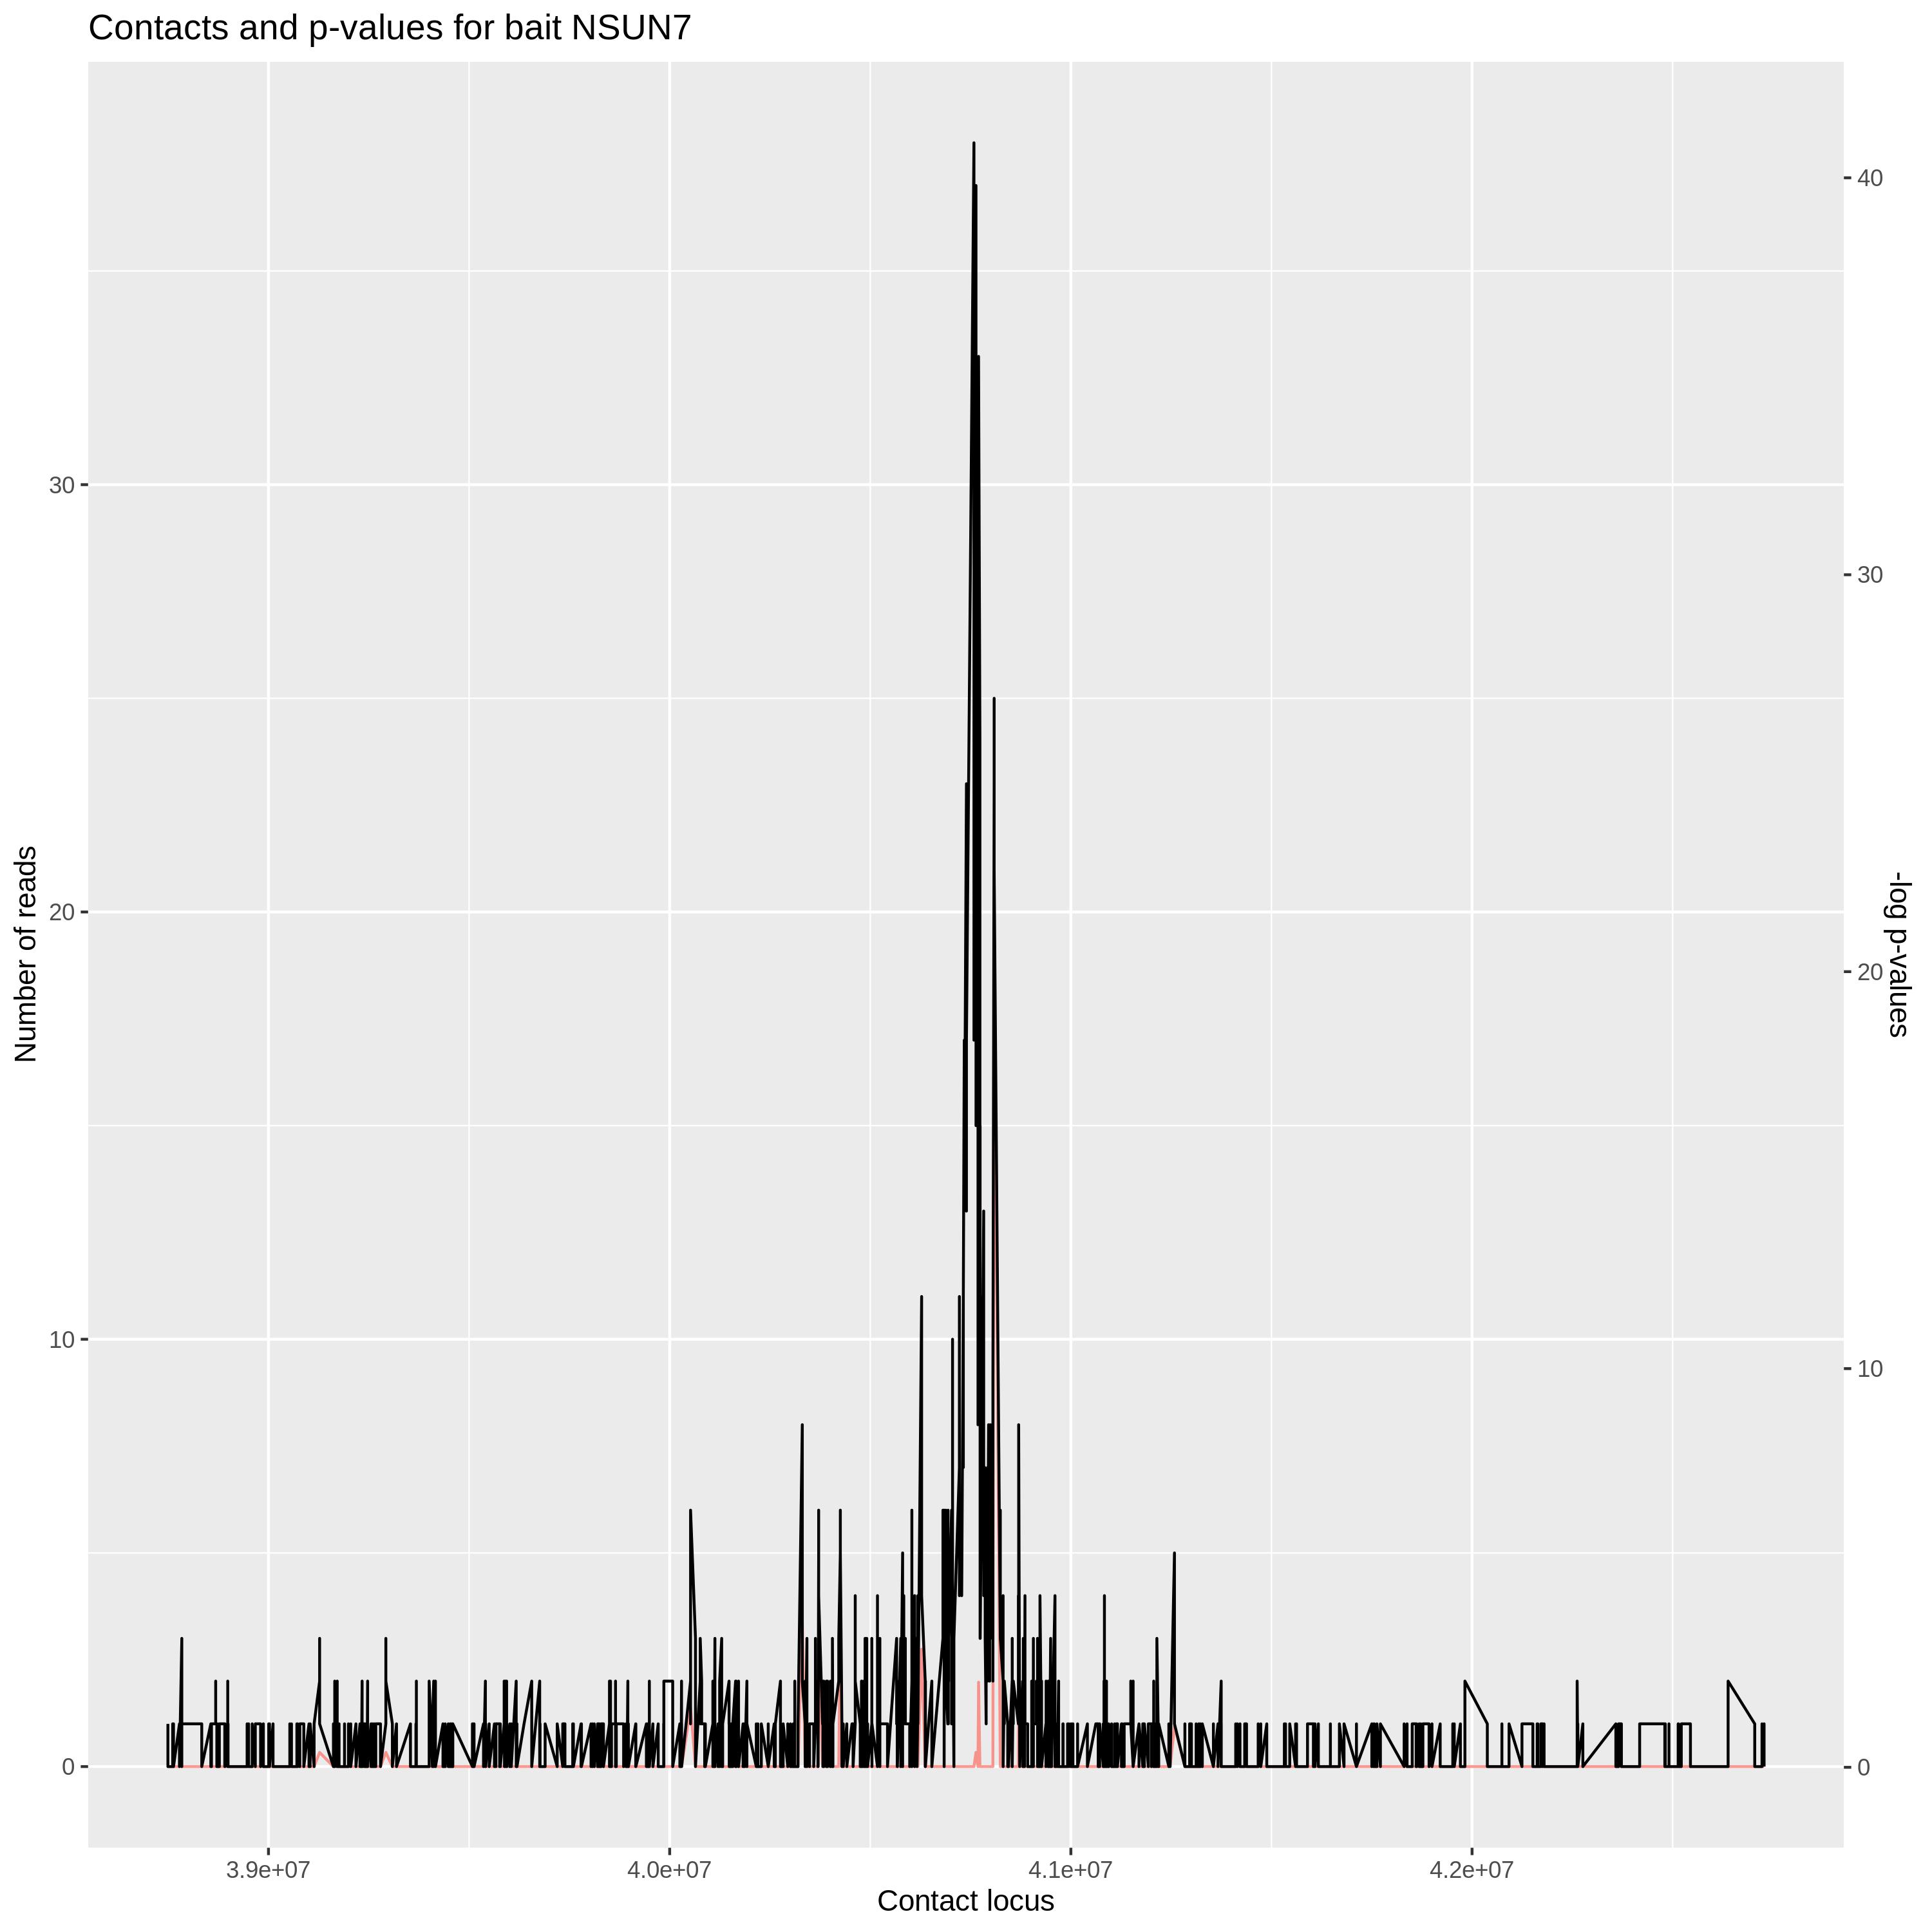 Contacts and p-values for bait NSUN7
Number of reads
30
20
10
0
40
30
20
10
0
-log p-values
3.9e+07
4.0e+07
4.1e+07
4.2e+07
Contact locus